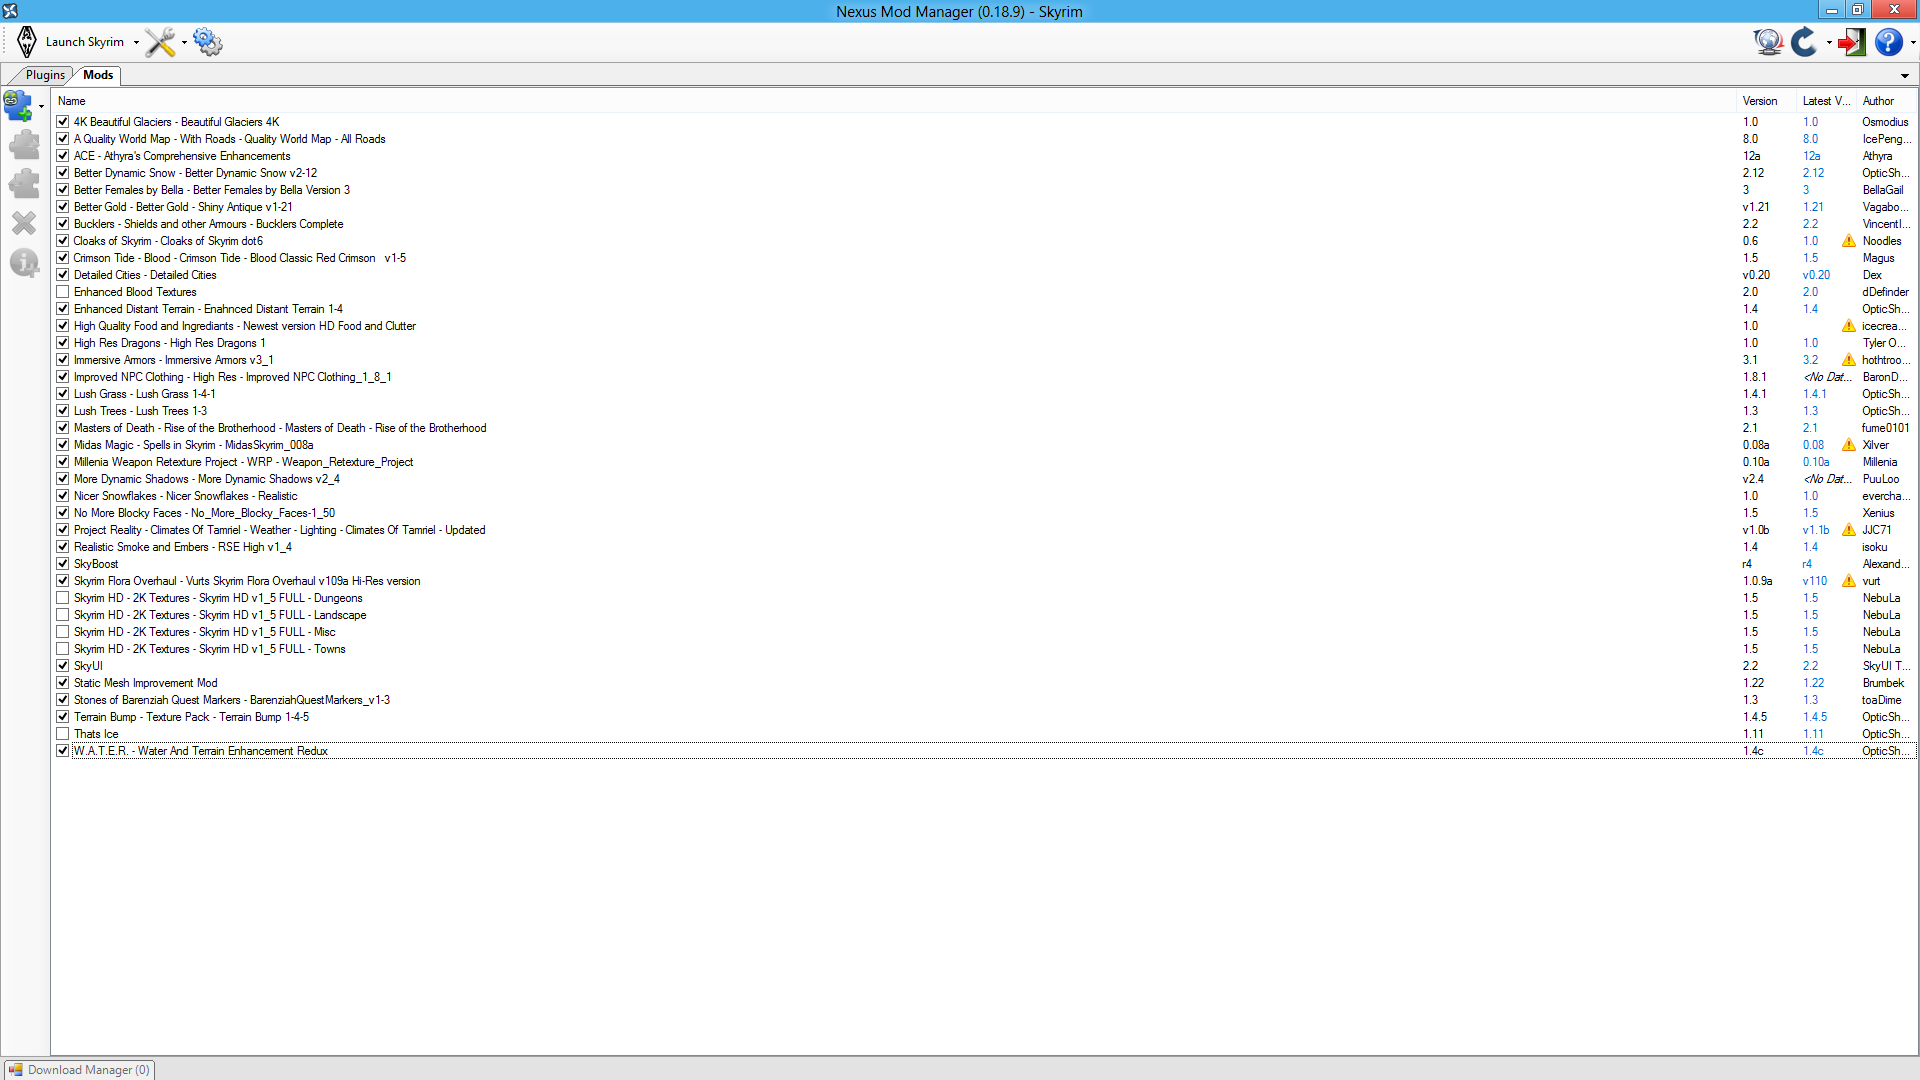 Nexus Mod Manager (0.18.9) - Skyrim
Launch Skyrim
Plugins Mods
Name Version Latest V... Author
4K Beautiful Glaciers - Beautiful Glaciers 4K 1.0 1.0 Osmodius
A Quality World Map - With Roads - Quality World Map - All Roads 8.0 8.0 IcePeng...
ACE - Athyra's Comprehensive Enhancements 12a 12a Athyra
Better Dynamic Snow - Better Dynamic Snow v2-12 2.12 2.12 OpticSh...
Better Females by Bella - Better Females by Bella Version 3 3 3 BellaGail
Better Gold - Better Gold - Shiny Antique v1-21 v1.21 1.21 Vagabo...
Bucklers - Shields and other Armours - Bucklers Complete 2.2 2.2 VincentI...
Cloaks of Skyrim - Cloaks of Skyrim dot6 0.6 1.0 Noodles
Crimson Tide - Blood - Crimson Tide - Blood Classic Red Crimson v1-5 1.5 1.5 Magus
Detailed Cities - Detailed Cities v0.20 v0.20 Dex
Enhanced Blood Textures 2.0 2.0 dDefinder
Enhanced Distant Terrain - Enahnced Distant Terrain 1-4 1.4 1.4 OpticSh...
High Quality Food and Ingrediants - Newest version HD Food and Clutter 1.0 icecrea...
High Res Dragons - High Res Dragons 1 1.0 1.0 Tyler O...
Immersive Armors - Immersive Armors v3_1 3.1 3.2 hothtroo...
Improved NPC Clothing - High Res - Improved NPC Clothing_1_8_1 1.8.1 <No Dat... BaronD...
Lush Grass - Lush Grass 1-4-1 1.4.1 1.4.1 OpticSh...
Lush Trees - Lush Trees 1-3 1.3 1.3 OpticSh...
Masters of Death - Rise of the Brotherhood - Masters of Death - Rise of the Brotherhood 2.1 2.1 fume0101
Midas Magic - Spells in Skyrim - MidasSkyrim_008a 0.08a 0.08 Xilver
Millenia Weapon Retexture Project - WRP - Weapon_Retexture_Project 0.10a 0.10a Millenia
More Dynamic Shadows - More Dynamic Shadows v2_4 v2.4 <No Dat... PuuLoo
Nicer Snowflakes - Nicer Snowflakes - Realistic 1.0 1.0 evercha...
No More Blocky Faces - No_More_Blocky_Faces-1_50 1.5 1.5 Xenius
Project Reality - Climates Of Tamriel - Weather - Lighting - Climates Of Tamriel - Updated v1.0b v1.1b JJC71
Realistic Smoke and Embers - RSE High v1_4 1.4 1.4 isoku
SkyBoost r4 r4 Alexand...
Skyrim Flora Overhaul - Vurts Skyrim Flora Overhaul v109a Hi-Res version 1.0.9a v110 vurt
Skyrim HD - 2K Textures - Skyrim HD v1_5 FULL - Dungeons 1.5 1.5 NebuLa
Skyrim HD - 2K Textures - Skyrim HD v1_5 FULL - Landscape 1.5 1.5 NebuLa
Skyrim HD - 2K Textures - Skyrim HD v1_5 FULL - Misc 1.5 1.5 NebuLa
Skyrim HD - 2K Textures - Skyrim HD v1_5 FULL - Towns 1.5 1.5 NebuLa
SkyUI 2.2 2.2 SkyUI T...
Static Mesh Improvement Mod 1.22 1.22 Brumbek
Stones of Barenziah Quest Markers - BarenziahQuestMarkers_v1-3 1.3 1.3 toaDime
Terrain Bump - Texture Pack - Terrain Bump 1-4-5 1.4.5 1.4.5 OpticSh...
Thats Ice 1.11 1.11 OpticSh...
W.A.T.E.R. - Water And Terrain Enhancement Redux 1.4c 1.4c OpticSh...
Download Manager (0)